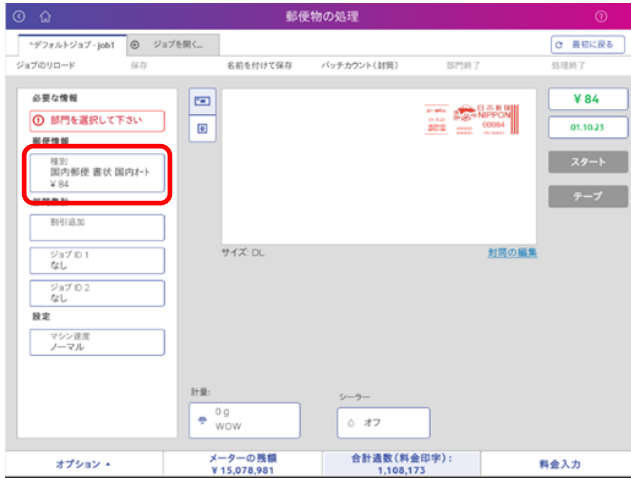 郵便物の処理
*デフォルトジョブ - job1
ジョブを開く...
最初に戻る
ジョブのリロード
保存
名前を付けて保存
バッチカウント(封筒)
部門終了
処理終了
必要な情報
部門を選択して下さい
郵便情報
種別
国内郵便 書状 国内ｵｰﾄ
¥ 84
割引追加
ジョブ ID 1
なし
ジョブ ID 2
なし
設定
マシン速度
ノーマル
日本郵便
NIPPON
00084
サイズ: DL
封筒の編集
¥ 84
01.10.23
スタート
テープ
計量:
0 g
WOW
シーラー
オフ
オプション
メーターの残額
¥ 15,078,981
合計通数(料金印字):
1,108,173
料金入力